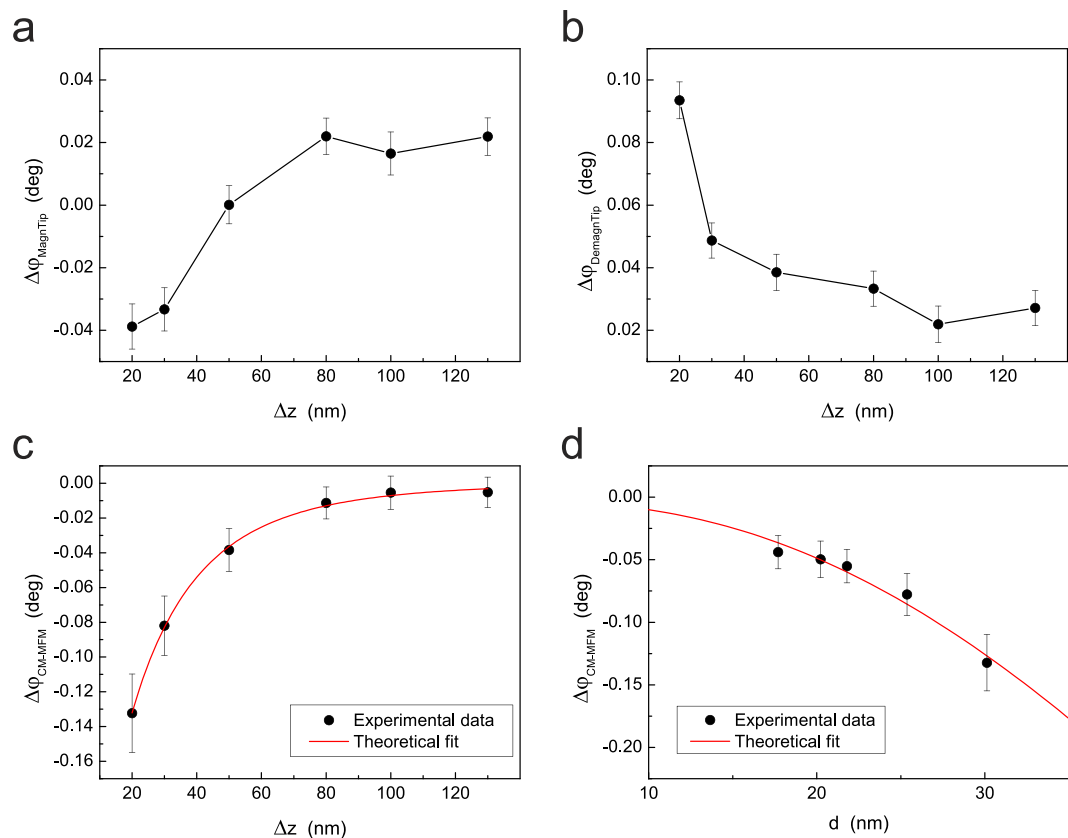 a
0.04
0.02
0.00
-0.02
-0.04
20 40 60 80 100 120
Δφ_MagnTip (deg)
Δz (nm)
b
0.10
0.08
0.06
0.04
0.02
20 40 60 80 100 120
Δφ_DemagnTip (deg)
Δz (nm)
c
0.00
-0.02
-0.04
-0.06
-0.08
-0.10
-0.12
-0.14
-0.16
20 40 60 80 100 120
Δφ_CM-MFM (deg)
Δz (nm)
Experimental data
Theoretical fit
d
0.00
-0.05
-0.10
-0.15
-0.20
10 20 30
Δφ_CM-MFM (deg)
d (nm)
Experimental data
Theoretical fit